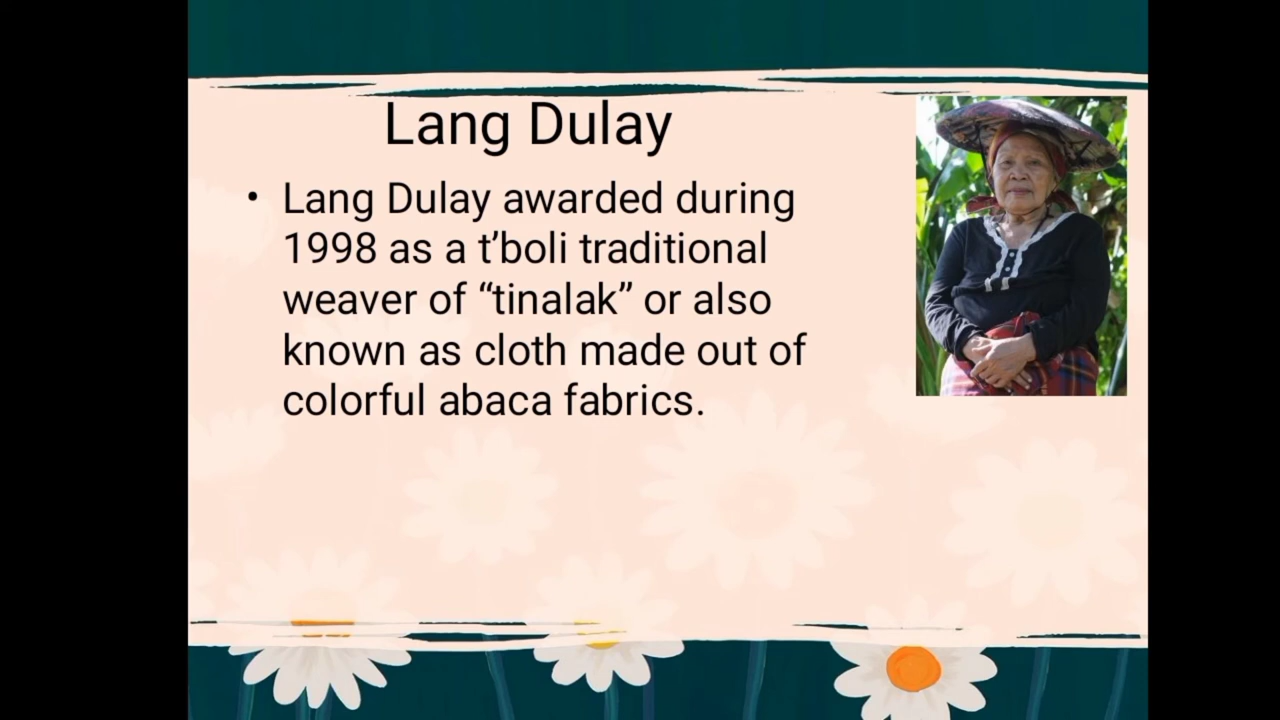 Lang Dulay
• Lang Dulay awarded during
1998 as a t’boli traditional
weaver of “tinalak” or also
known as cloth made out of
colorful abaca fabrics.